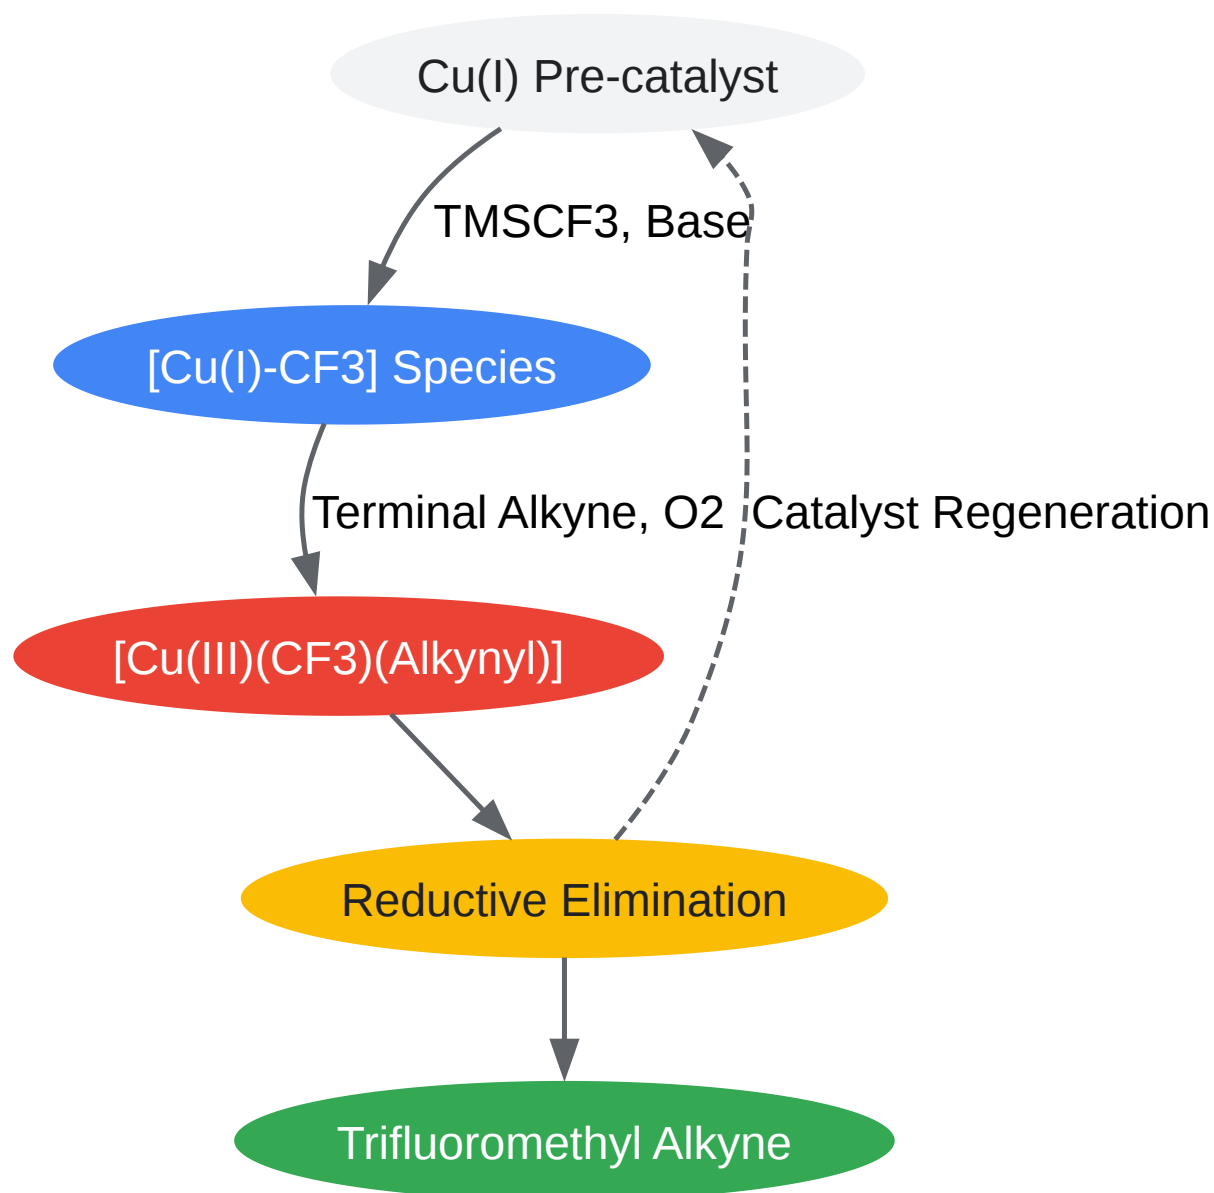 Cu(I) Pre-catalyst
TMSCF3, Base
[Cu(I)-CF3] Species
Terminal Alkyne, O2
Catalyst Regeneration
[Cu(III)(CF3)(Alkynyl)]
Reductive Elimination
Trifluoromethyl Alkyne